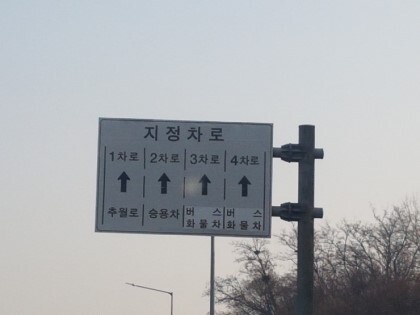 지정차로
1차로 2차로 3차로 4차로
추월로 승용차 버스 버스
화물차 화물차